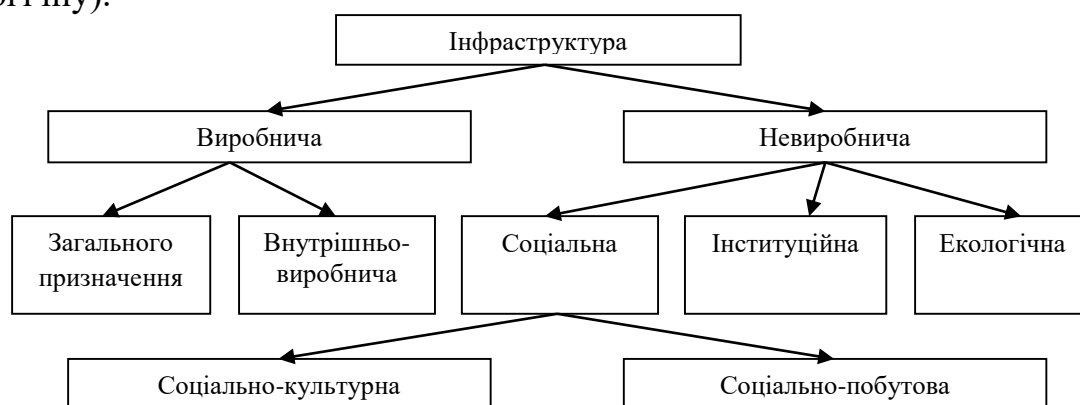 Інфраструктура
Виробнича
Невиробнича
Загального
призначення
Внутрішньо-
виробнича
Соціальна
Інституційна
Екологічна
Соціально-культурна
Соціально-побутова